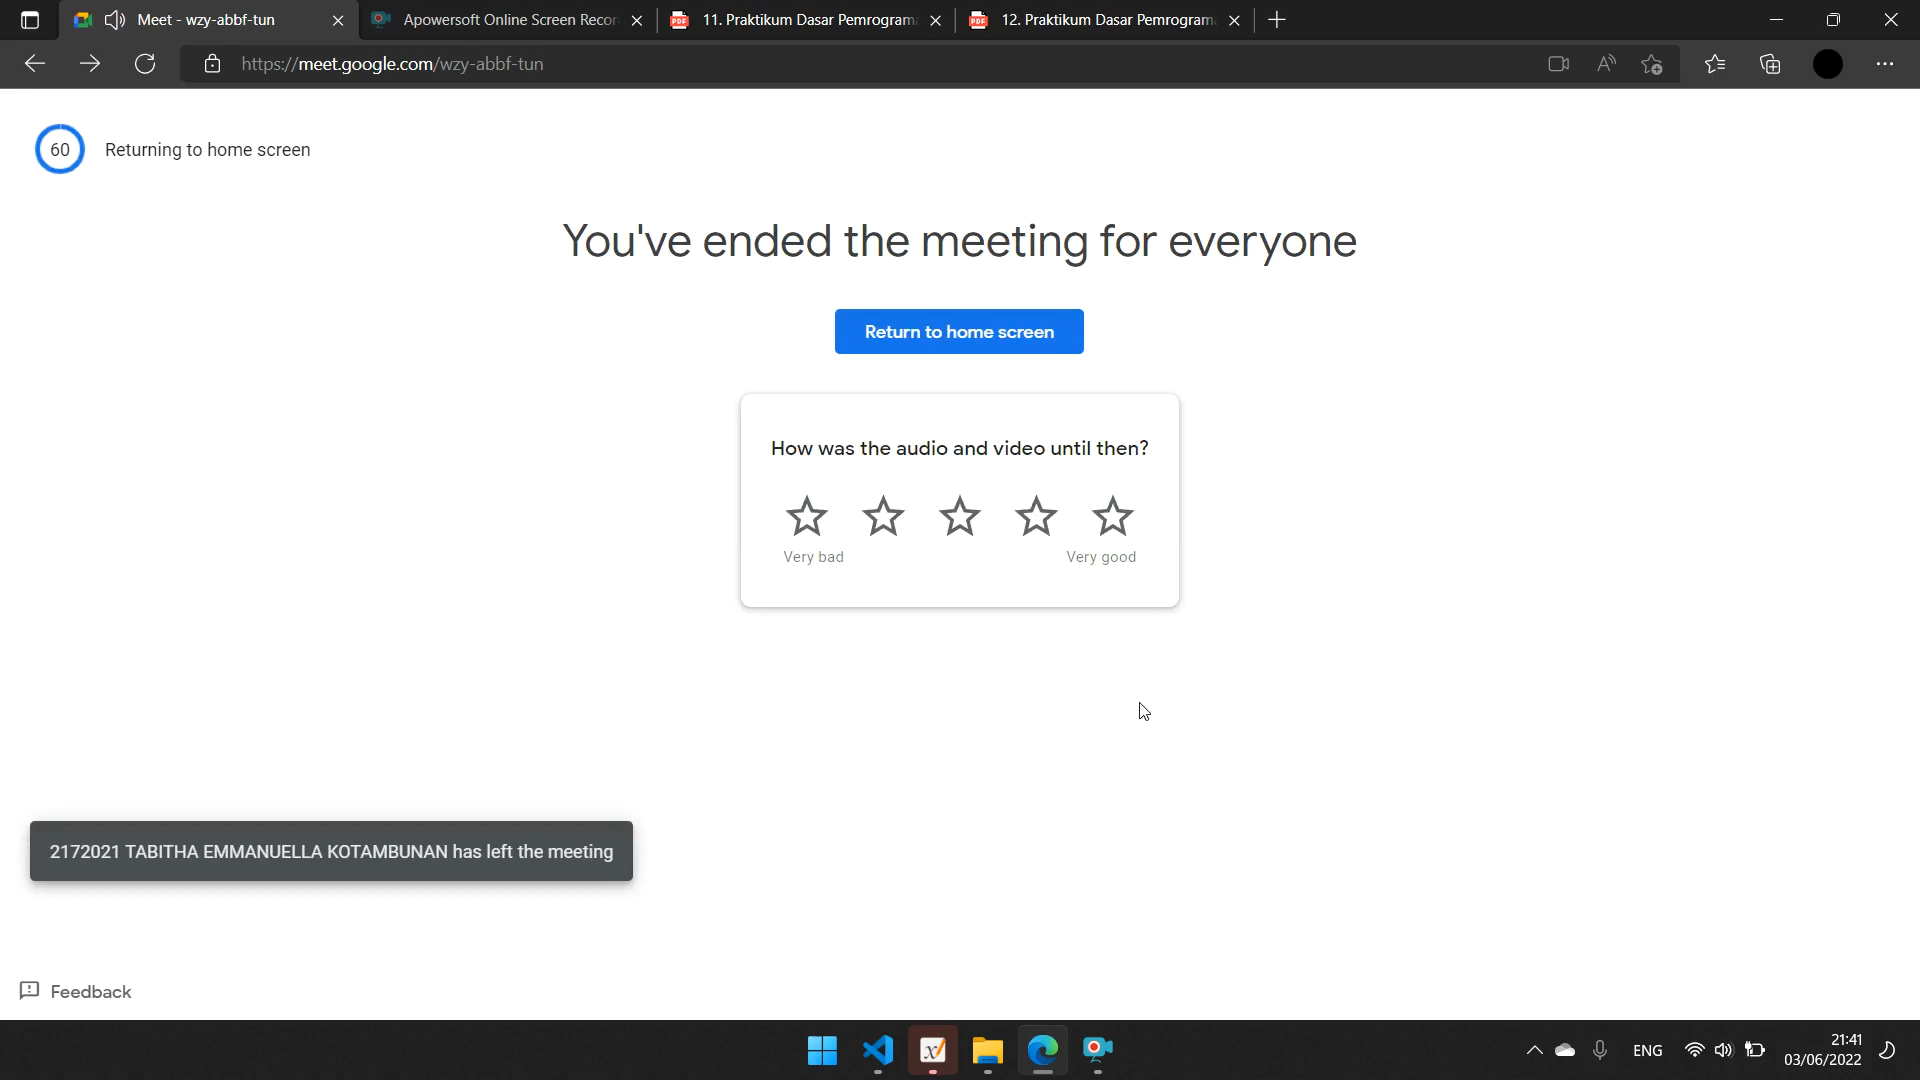 Meet - wzy-abbf-tun
Apowersoft Online Screen Recor
11. Praktikum Dasar Pemrogram
12. Praktikum Dasar Pemrogram
https://meet.google.com/wzy-abbf-tun
60
Returning to home screen
You've ended the meeting for everyone
Return to home screen
How was the audio and video until then?
Very bad
Very good
2172021 TABITHA EMMANUELLA KOTAMBUNAN has left the meeting
Feedback
ENG
21:41
03/06/2022